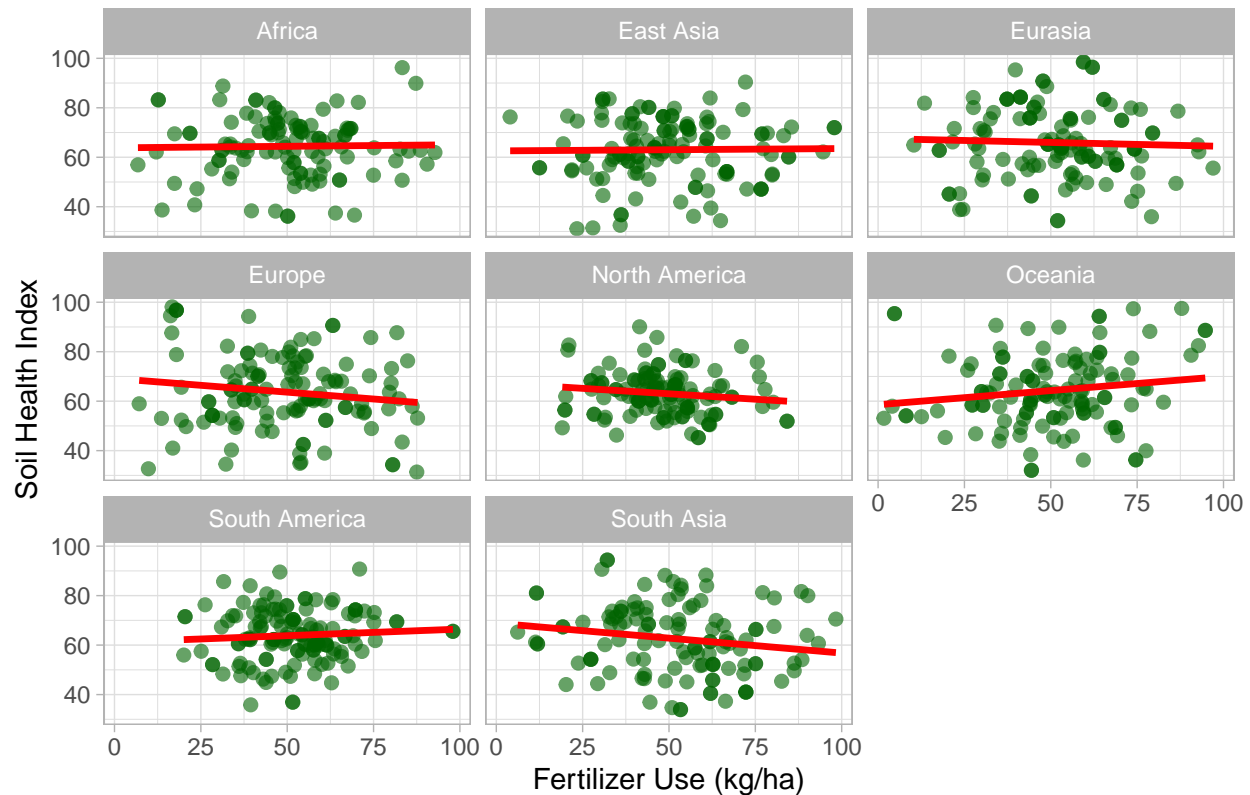 Africa
East Asia
Eurasia
100
80
60
40
Europe
North America
Oceania
100
80
60
40
0 25 50 75 100
South America
South Asia
100
80
60
40
0 25 50 75 100
0 25 50 75 100
Soil Health Index
Fertilizer Use (kg/ha)